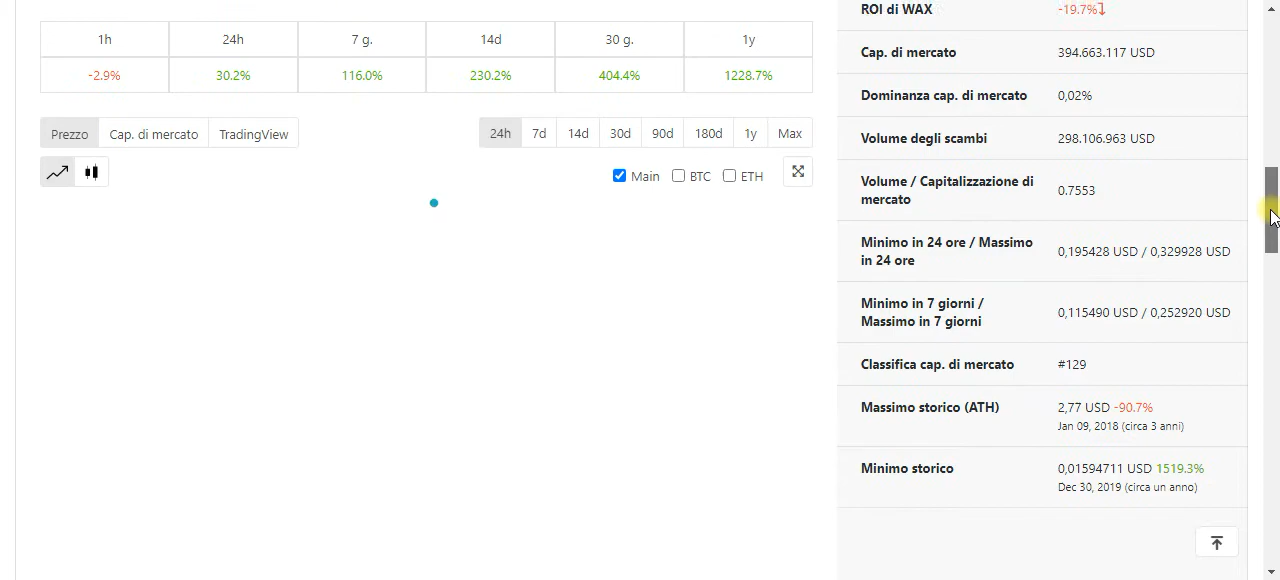 1h 24h 7 g. 14d 30 g. 1y
-2.9% 30.2% 116.0% 230.2% 404.4% 1228.7%
Prezzo Cap. di mercato TradingView 24h 7d 14d 30d 90d 180d 1y Max
Main BTC ETH
ROI di WAX -19.7%
Cap. di mercato 394.663.117 USD
Dominanza cap. di mercato 0,02%
Volume degli scambi 298.106.963 USD
Volume / Capitalizzazione di
mercato 0.7553
Minimo in 24 ore / Massimo
in 24 ore 0,195428 USD / 0,329928 USD
Minimo in 7 giorni /
Massimo in 7 giorni 0,115490 USD / 0,252920 USD
Classifica cap. di mercato #129
Massimo storico (ATH) 2,77 USD -90.7%
Jan 09, 2018 (circa 3 anni)
Minimo storico 0,01594711 USD 1519.3%
Dec 30, 2019 (circa un anno)